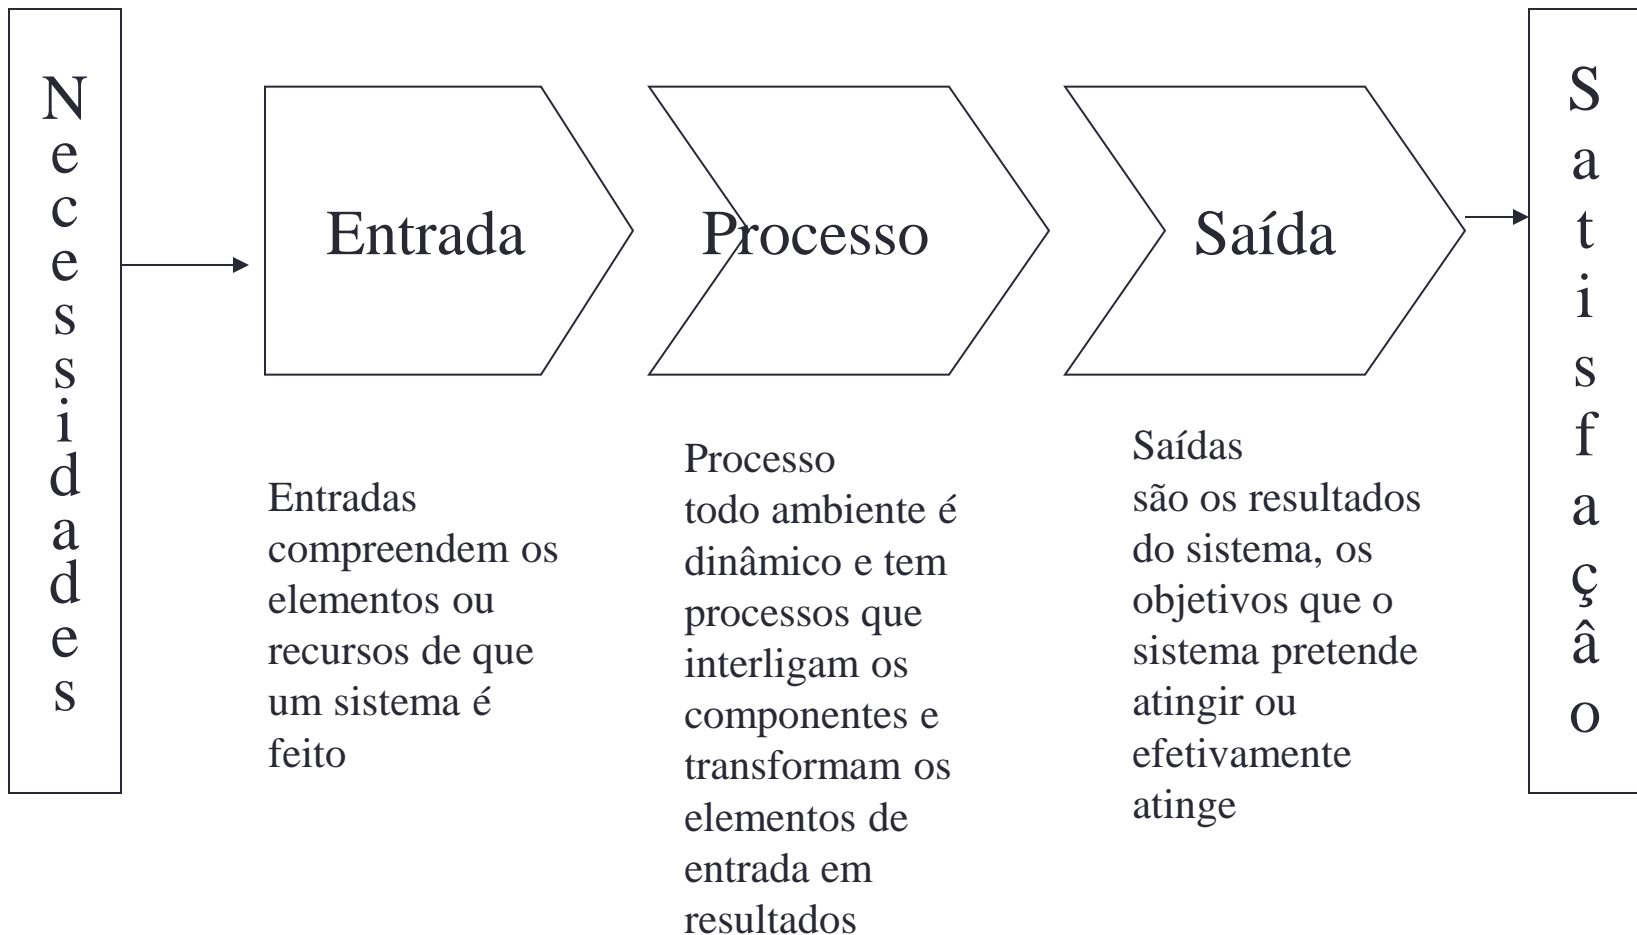 Necessidades
Entrada
Processo
Saída
Entradas
compreendem os
elementos ou
recursos de que
um sistema é
feito
Processo
todo ambiente é
dinâmico e tem
processos que
interligam os
componentes e
transformam os
elementos de
entrada em
resultados
Saídas
são os resultados
do sistema, os
objetivos que o
sistema pretende
atingir ou
efetivamente
atinge
Satisfaçâo